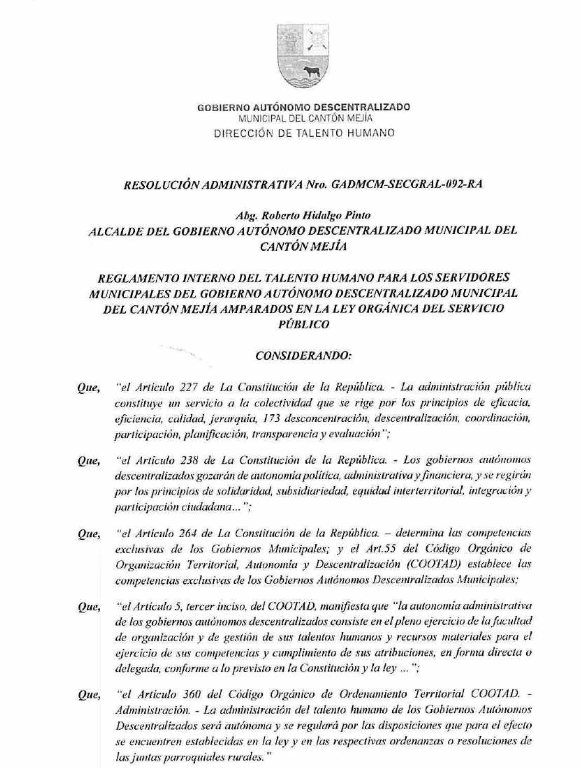 GOBIERNO AUTÓNOMO DESCENTRALIZADO
MUNICIPAL DEL CANTÓN MEJÍA
DIRECCIÓN DE TALENTO HUMANO
RESOLUCIÓN ADMINISTRATIVA Nro. GADMCM-SECGRAL-092-RA
Abg. Roberto Hidalgo Pinto
ALCALDE DEL GOBIERNO AUTÓNOMO DESCENTRALIZADO MUNICIPAL DEL
CANTÓN MEJÍA
REGLAMENTO INTERNO DEL TALENTO HUMANO PARA LOS SERVIDORES
MUNICIPALES DEL GOBIERNO AUTÓNOMO DESCENTRALIZADO MUNICIPAL
DEL CANTÓN MEJÍA AMPARADOS EN LA LEY ORGÁNICA DEL SERVICIO
PÚBLICO
CONSIDERANDO:
Que, "el Artículo 227 de La Constitución de la República. - La administración pública
constituye un servicio a la colectividad que se rige por los principios de eficacia,
eficiencia, calidad, jerarquía, 173 desconcentración, descentralización, coordinación,
participación, planificación, transparencia y evaluación";
Que, "el Artículo 238 de La Constitución de la República. - Los gobiernos autónomos
descentralizados gozarán de autonomía política, administrativa y financiera, y se regirán
por los principios de solidaridad, subsidiariedad, equidad interterritorial, integración y
participación ciudadana... ";
Que, "el Artículo 264 de La Constitución de la República. – determina las competencias
exclusivas de los Gobiernos Municipales; y el Art.55 del Código Orgánico de
Organización Territorial, Autonomía y Descentralización (COOTAD) establece las
competencias exclusivas de los Gobiernos Autónomos Descentralizados Municipales;
Que, "el Artículo 5, tercer inciso, del COOTAD, manifiesta que "la autonomía administrativa
de los gobiernos autónomos descentralizados consiste en el pleno ejercicio de la facultad
de organización y de gestión de sus talentos humanos y recursos materiales para el
ejercicio de sus competencias y cumplimiento de sus atribuciones, en forma directa o
delegada, conforme a lo previsto en la Constitución y la ley ... ";
Que, "el Artículo 360 del Código Orgánico de Ordenamiento Territorial COOTAD. -
Administración. - La administración del talento humano de los Gobiernos Autónomos
Descentralizados será autónoma y se regulará por las disposiciones que para el efecto
se encuentren establecidas en la ley y en las respectivas ordenanzas o resoluciones de
las juntas parroquiales rurales."